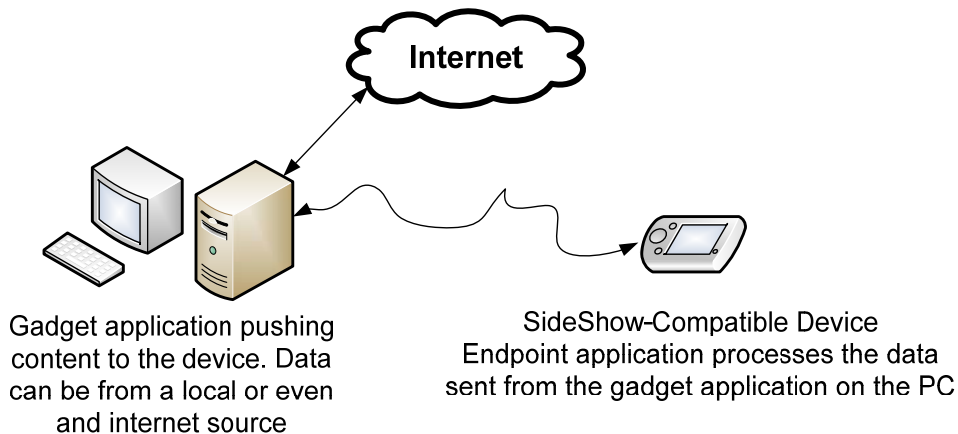 Internet
Gadget application pushing
content to the device. Data
can be from a local or even
and internet source
SideShow-Compatible Device
Endpoint application processes the data
sent from the gadget application on the PC